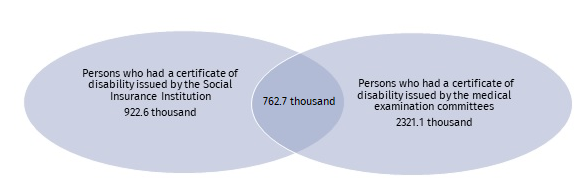 Persons who had a certificate of
disability issued by the Social
Insurance Institution
922.6 thousand
762.7 thousand
Persons who had a certificate of
disability issued by the medical
examination committees
2321.1 thousand